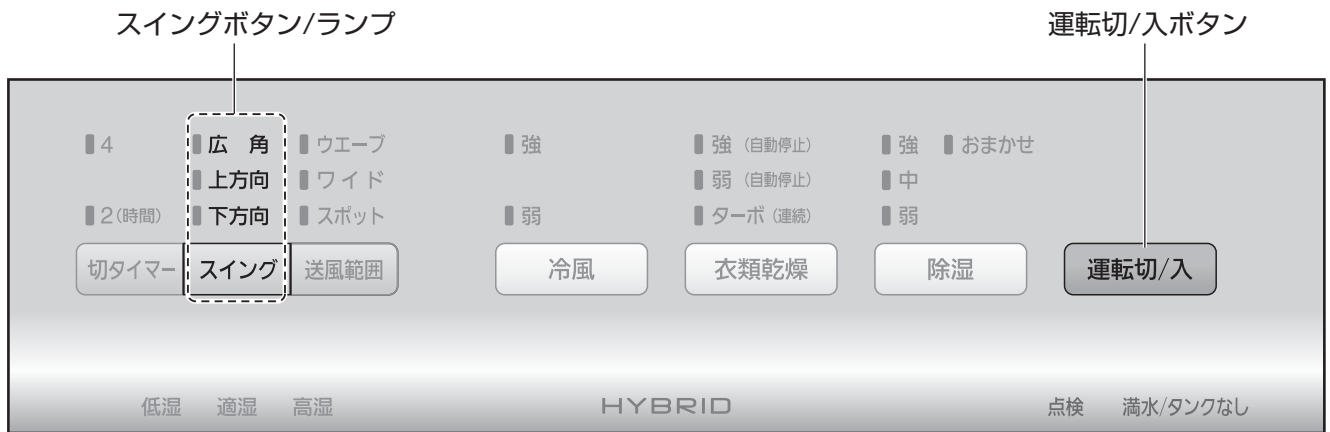 スイングボタン/ランプ 運転切/入ボタン
4 広 角 ウエーブ 強 強 (自動停止) 強 おまかせ
上方向 ワイド 弱 (自動停止) 中
2(時間) 下方向 スポット 弱 ターボ (連続) 弱
切タイマー スイング 送風範囲 冷風 衣類乾燥 除湿 運転切/入
低湿 適湿 高湿 HYBRID 点検 満水/タンクなし